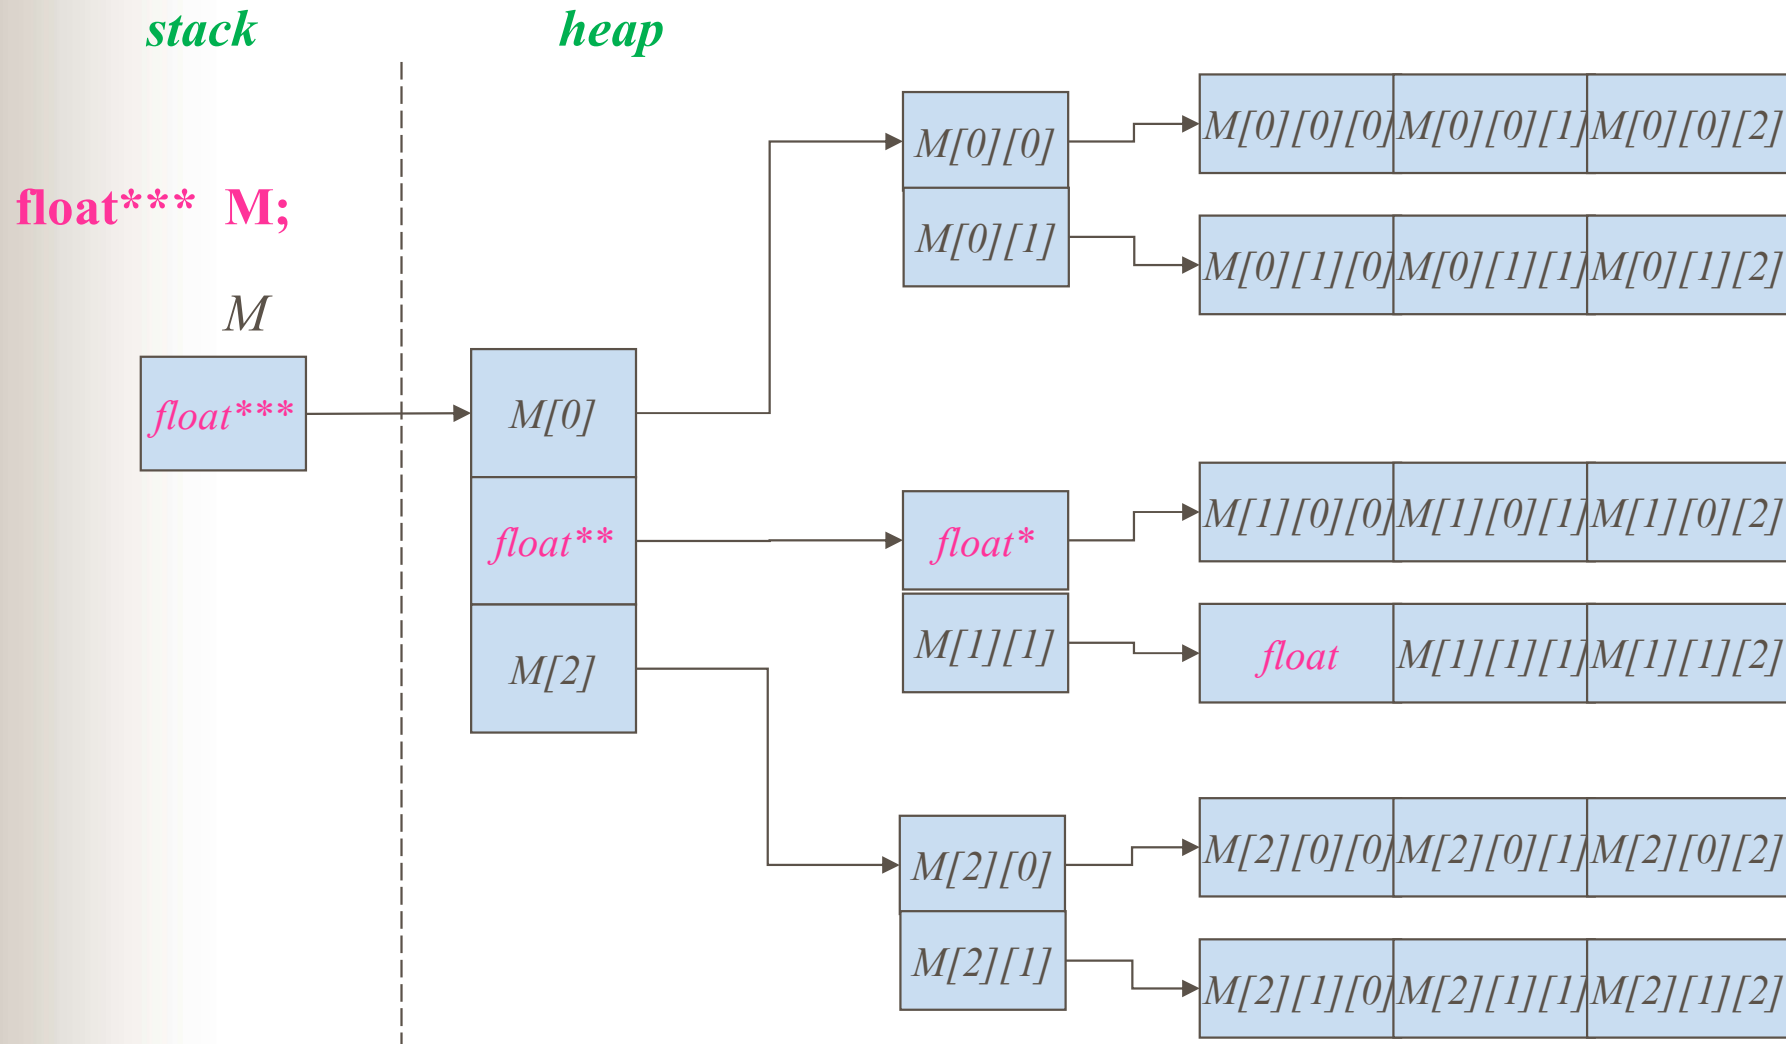 stack heap
M[0][0] M[0][0][0] M[0][0][1] M[0][0][2]
float*** M;
M[0][1] M[0][1][0] M[0][1][1] M[0][1][2]
M
float*** M[0]
float** float* M[1][0][0] M[1][0][1] M[1][0][2]
M[2] M[1][1] float M[1][1][1] M[1][1][2]
M[2][0] M[2][0][0] M[2][0][1] M[2][0][2]
M[2][1] M[2][1][0] M[2][1][1] M[2][1][2]